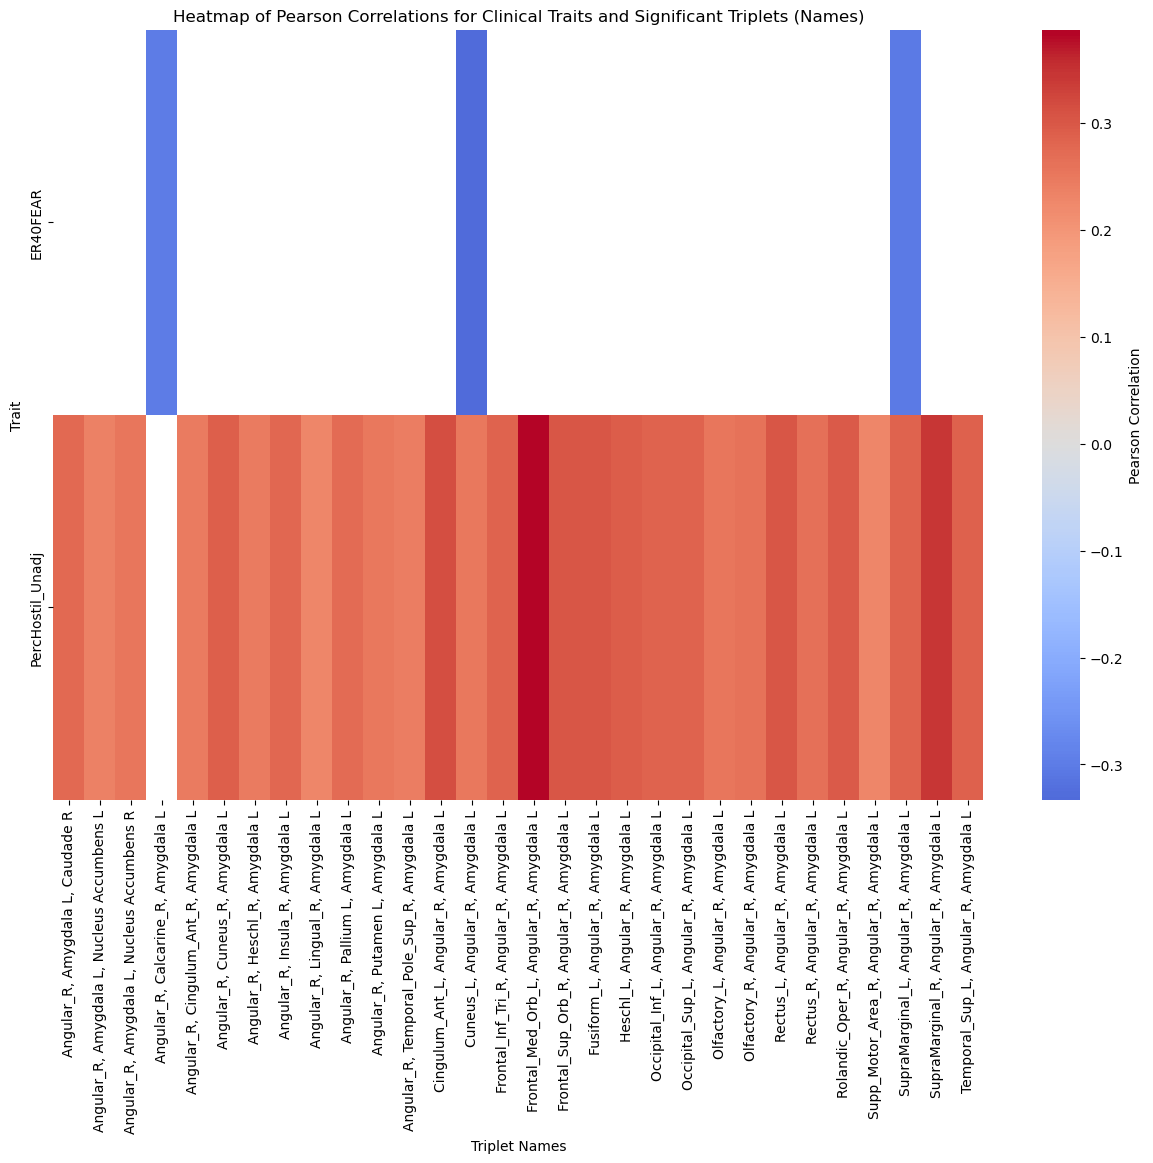 Heatmap of Pearson Correlations for Clinical Traits and Significant Triplets (Names)
Trait
ER40FEAR
PercHostil_Unadj
Angular_R, Amygdala L, Caudade R
Angular_R, Amygdala L, Nucleus Accumbens L
Angular_R, Amygdala L, Nucleus Accumbens R
Angular_R, Calcarine_R, Amygdala L
Angular_R, Cingulum_Ant_R, Amygdala L
Angular_R, Cuneus_R, Amygdala L
Angular_R, Heschl_R, Amygdala L
Angular_R, Insula_R, Amygdala L
Angular_R, Lingual_R, Amygdala L
Angular_R, Pallium L, Amygdala L
Angular_R, Putamen L, Amygdala L
Angular_R, Temporal_Pole_Sup_R, Amygdala L
Cingulum_Ant_L, Angular_R, Amygdala L
Cuneus_L, Angular_R, Amygdala L
Frontal_Inf_Tri_R, Angular_R, Amygdala L
Frontal_Med_Orb_L, Angular_R, Amygdala L
Frontal_Sup_Orb_R, Angular_R, Amygdala L
Fusiform_L, Angular_R, Amygdala L
Heschl_L, Angular_R, Amygdala L
Occipital_Inf_L, Angular_R, Amygdala L
Occipital_Sup_L, Angular_R, Amygdala L
Olfactory_L, Angular_R, Amygdala L
Olfactory_R, Angular_R, Amygdala L
Rectus_L, Angular_R, Amygdala L
Rectus_R, Angular_R, Amygdala L
Rolandic_Oper_R, Angular_R, Amygdala L
Supp_Motor_Area_R, Angular_R, Amygdala L
SupraMarginal_L, Angular_R, Amygdala L
SupraMarginal_R, Angular_R, Amygdala L
Temporal_Sup_L, Angular_R, Amygdala L
Triplet Names
0.3
0.2
0.1
0.0
−0.1
−0.2
−0.3
Pearson Correlation